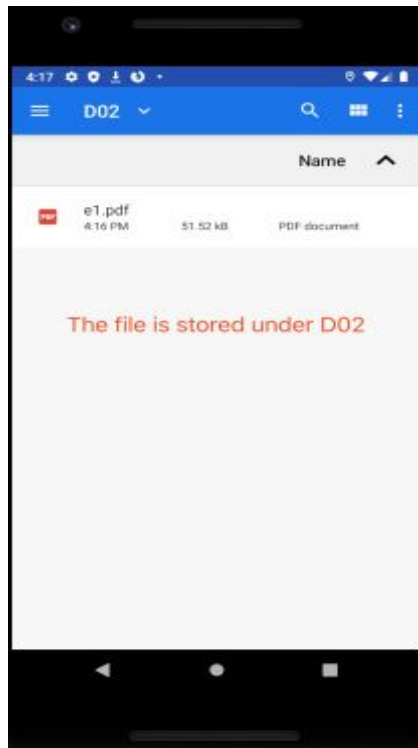 4:17
D02
Name
PDF
e1.pdf
4:16 PM 51.52 kB PDF document
The file is stored under D02